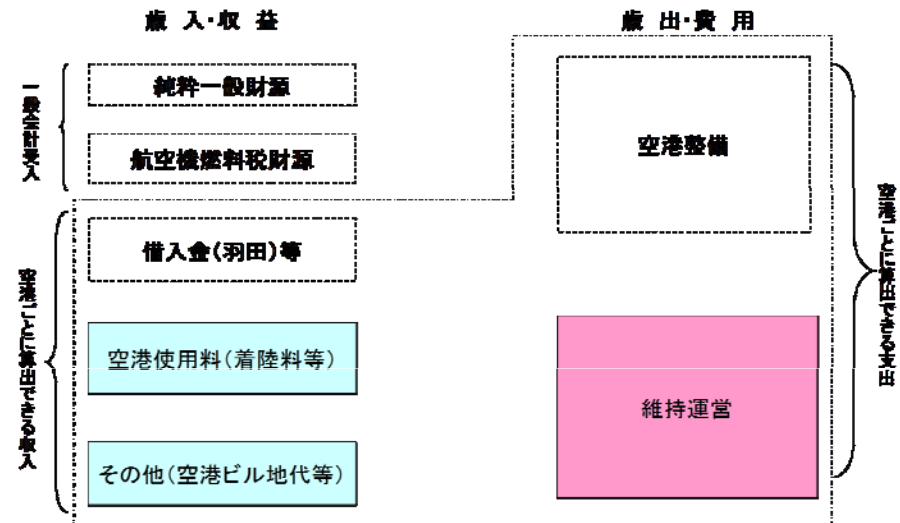 歳入・収益
歳出・費用
一般会計受入
純粋一般財源
航空機燃料税財源
空港整備
空港ごとに算出できる支出
借入金(羽田)等
空港ごとに算出できる収入
空港使用料(着陸料等)
維持運営
その他(空港ビル地代等)